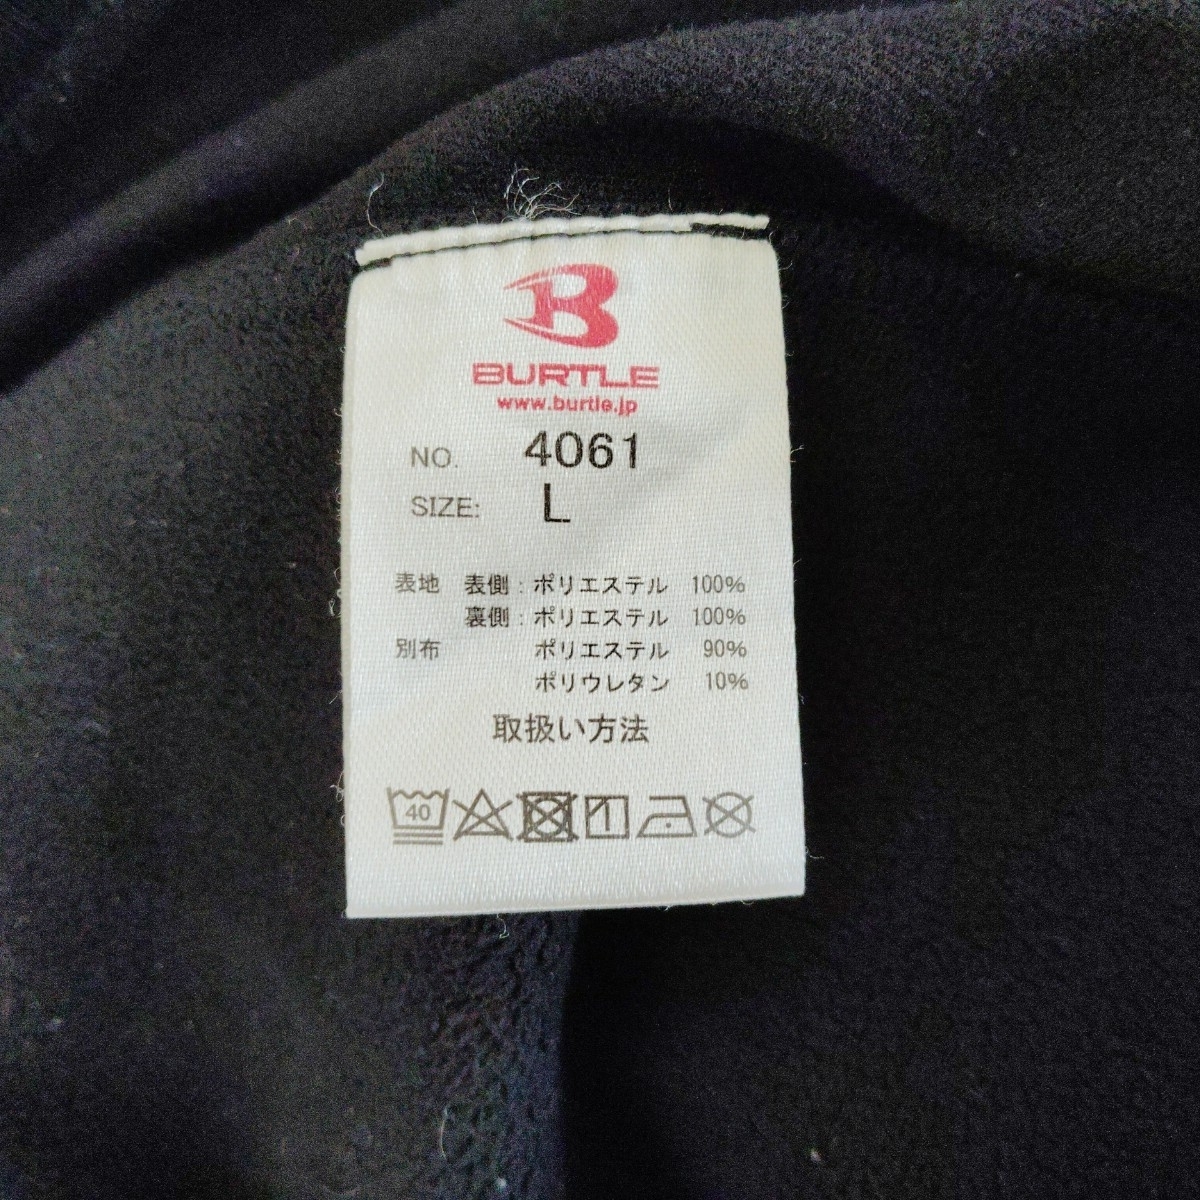 B
BURTLE
www.burtle.jp
NO. 4061
SIZE: L
表地 表側：ポリエステル 100%
裏側：ポリエステル 100%
別布 ポリエステル 90%
ポリウレタン 10%
取扱い方法
40